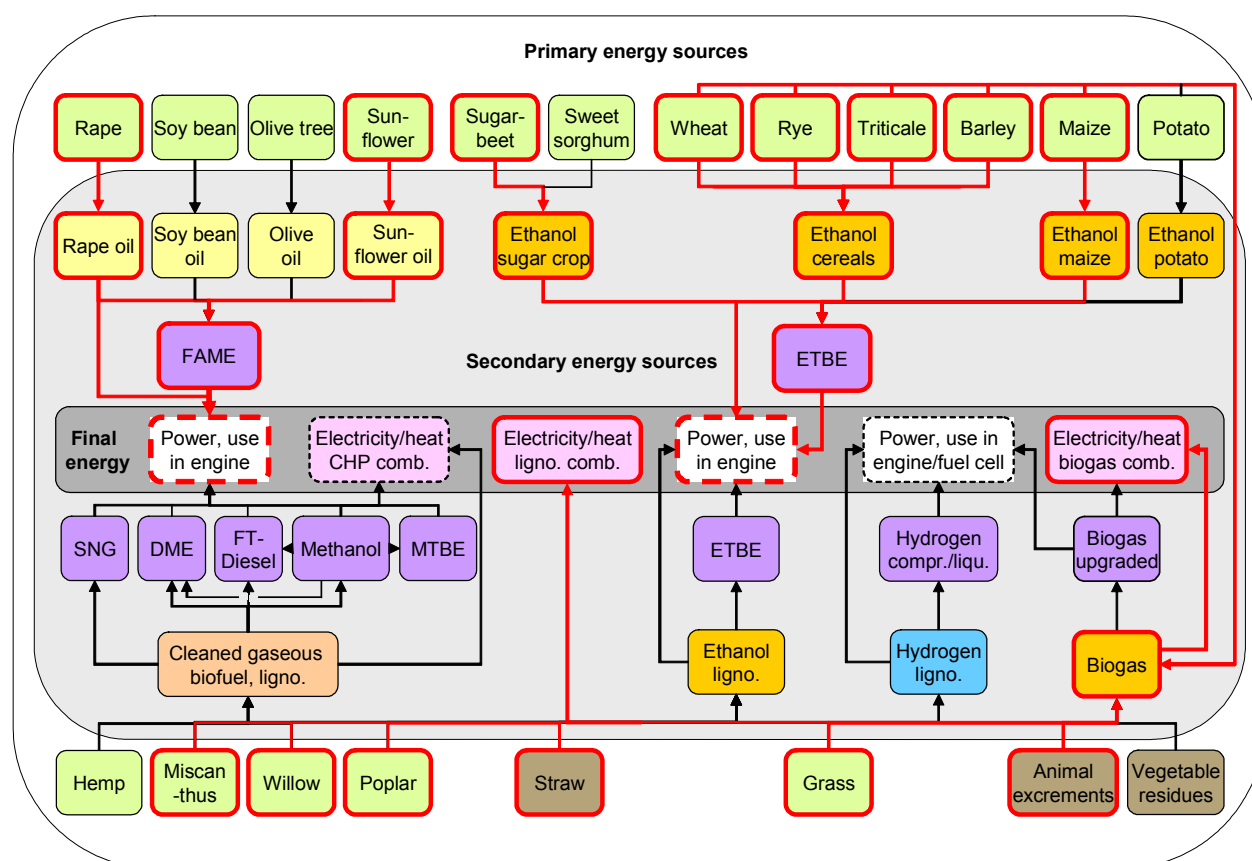 Primary energy sources
Rape
Soy bean
Olive tree
Sun-
flower
Sugar-
beet
Sweet
sorghum
Wheat
Rye
Triticale
Barley
Maize
Potato
Rape oil
Soy bean
oil
Olive
oil
Sun-
flower oil
Ethanol
sugar crop
Ethanol
cereals
Ethanol
maize
Ethanol
potato
FAME
Secondary energy sources
ETBE
Final
energy
Power, use
in engine
Electricity/heat
CHP comb.
Electricity/heat
ligno. comb.
Power, use
in engine
Power, use in
engine/fuel cell
Electricity/heat
biogas comb.
SNG
DME
FT-
Diesel
Methanol
MTBE
ETBE
Hydrogen
compr./liqu.
Biogas
upgraded
Cleaned gaseous
biofuel, ligno.
Ethanol
ligno.
Hydrogen
ligno.
Biogas
Hemp
Miscan
-thus
Willow
Poplar
Straw
Grass
Animal
excrements
Vegetable
residues